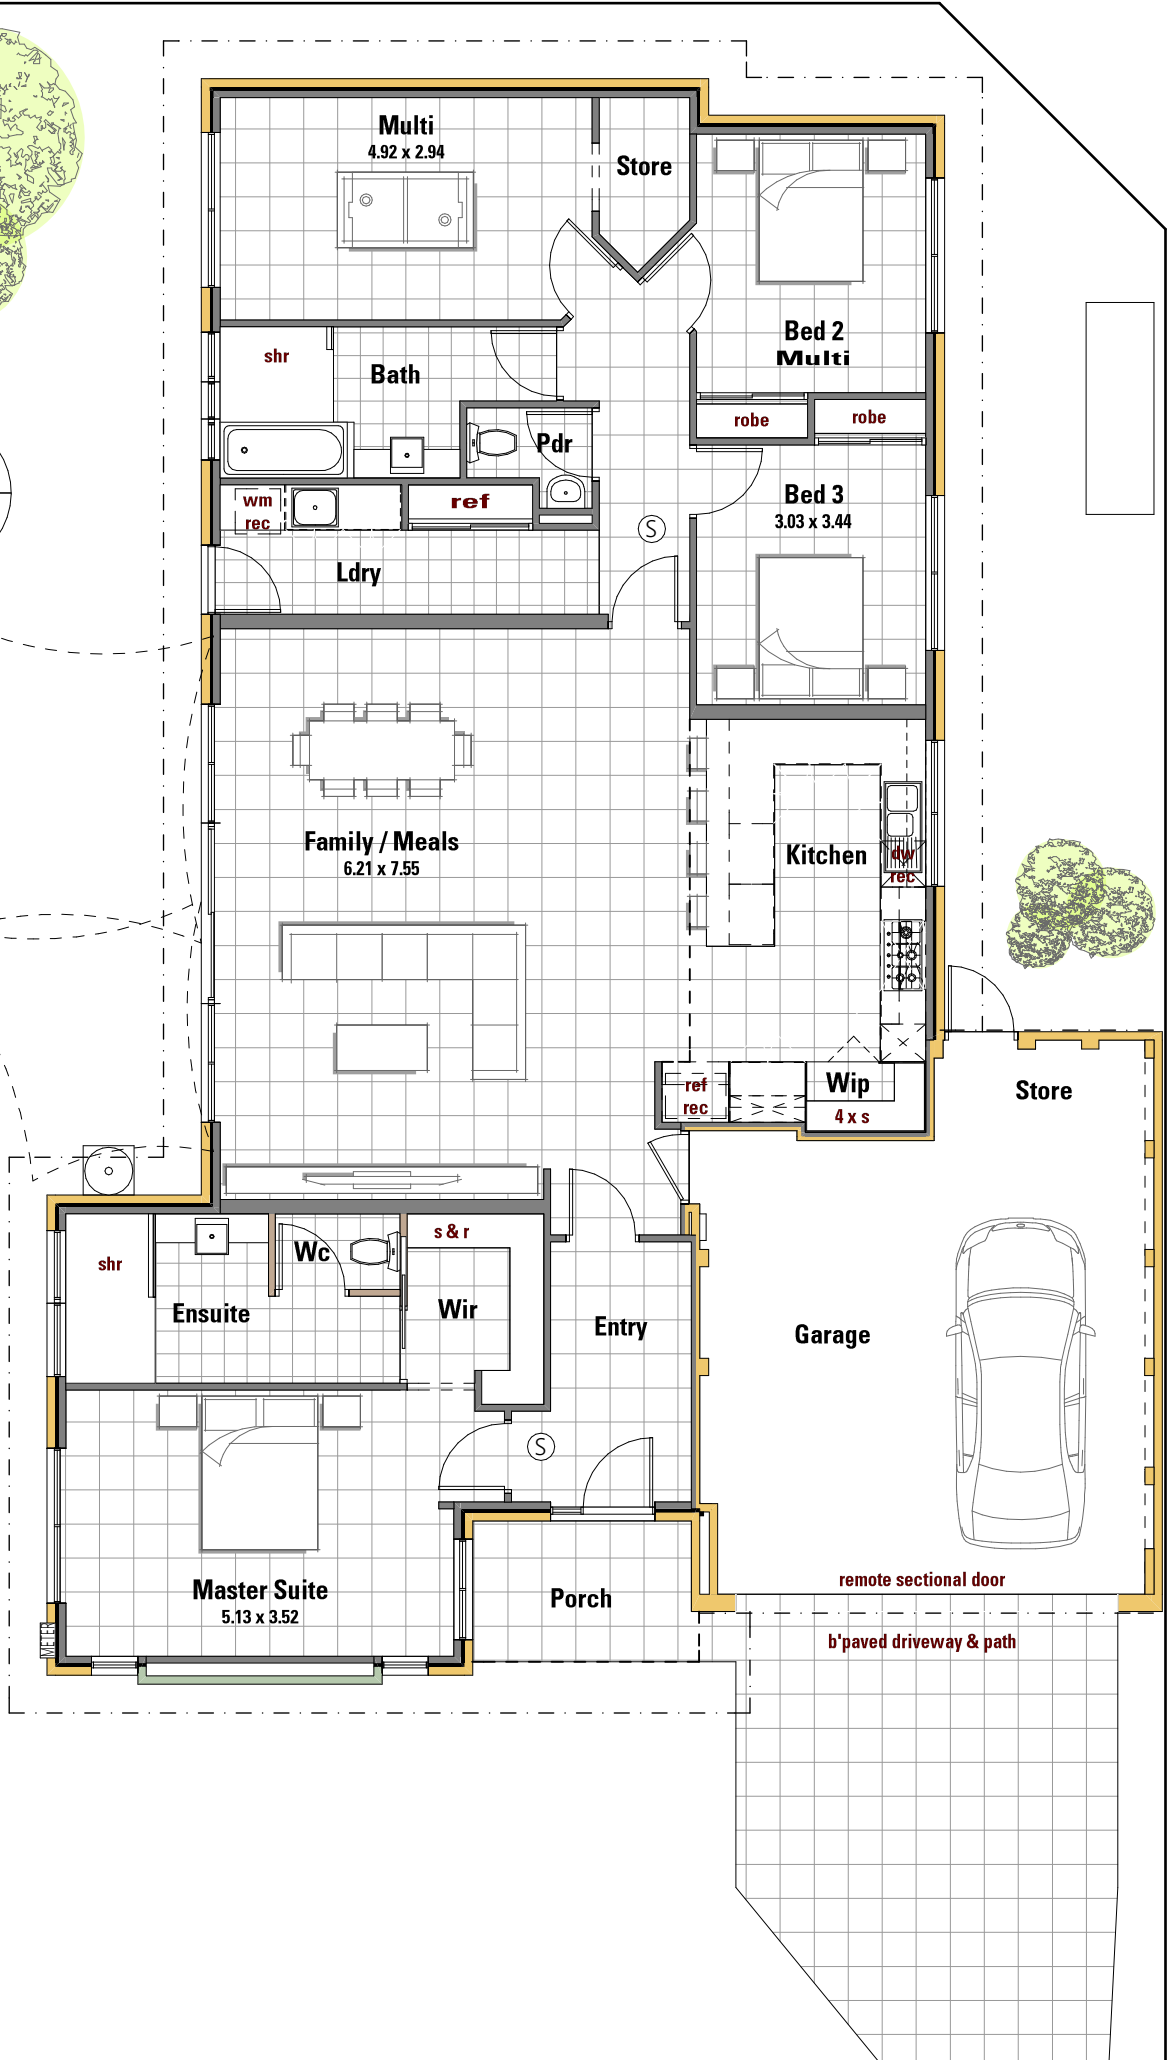 Multi
4.92 x 2.94
Store
Bed 2
Multi
shr
Bath
robe
robe
Pdr
wm
rec
ref
Bed 3
3.03 x 3.44
S
Ldry
Family / Meals
6.21 x 7.55
Kitchen
dw
rec
ref
rec
Wip
4 x s
Store
shr
Wc
s & r
Ensuite
Wir
Entry
Garage
S
Master Suite
5.13 x 3.52
Porch
METER
remote sectional door
b'paved driveway & path